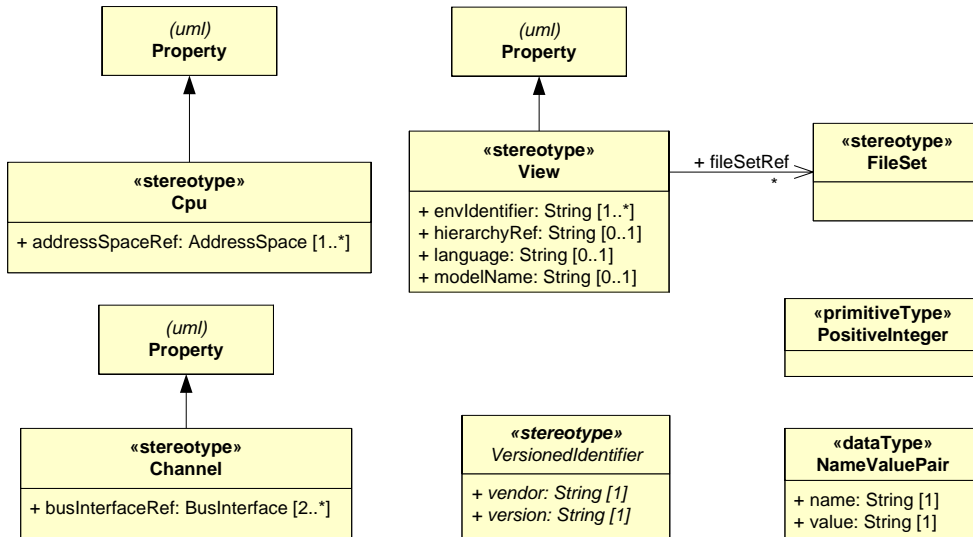 (uml)
Property
«stereotype»
Cpu
+ addressSpaceRef: AddressSpace [1..*]
(uml)
Property
«stereotype»
View
+ envIdentifier: String [1..*]
+ hierarchyRef: String [0..1]
+ language: String [0..1]
+ modelName: String [0..1]
+ fileSetRef
*
«stereotype»
FileSet
(uml)
Property
«stereotype»
Channel
+ busInterfaceRef: BusInterface [2..*]
«stereotype»
VersionedIdentifier
+ vendor: String [1]
+ version: String [1]
«primitiveType»
PositiveInteger
«dataType»
NameValuePair
+ name: String [1]
+ value: String [1]